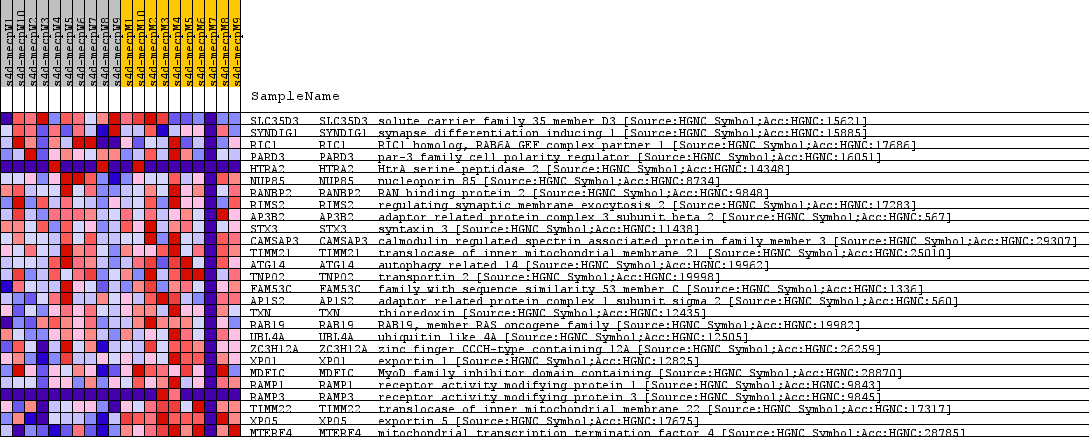 s4d-mecpW1
s4d-mecpW10
s4d-mecpW2
s4d-mecpW3
s4d-mecpW4
s4d-mecpW5
s4d-mecpW6
s4d-mecpW7
s4d-mecpW8
s4d-mecpW9
s4d-mecpM1
s4d-mecpM10
s4d-mecpM2
s4d-mecpM3
s4d-mecpM4
s4d-mecpM5
s4d-mecpM6
s4d-mecpM7
s4d-mecpM8
s4d-mecpM9
SampleName
SLC35D3 SLC35D3 solute carrier family 35 member D3 [Source:HGNC Symbol;Acc:HGNC:15621]
SYNDIG1 SYNDIG1 synapse differentiation inducing 1 [Source:HGNC Symbol;Acc:HGNC:15885]
RIC1 RIC1 RIC1 homolog, RAB6A GEF complex partner 1 [Source:HGNC Symbol;Acc:HGNC:17686]
PARD3 PARD3 par-3 family cell polarity regulator [Source:HGNC Symbol;Acc:HGNC:16051]
HTRA2 HTRA2 HtrA serine peptidase 2 [Source:HGNC Symbol;Acc:HGNC:14348]
NUP85 NUP85 nucleoporin 85 [Source:HGNC Symbol;Acc:HGNC:8734]
RANBP2 RANBP2 RAN binding protein 2 [Source:HGNC Symbol;Acc:HGNC:9848]
RIMS2 RIMS2 regulating synaptic membrane exocytosis 2 [Source:HGNC Symbol;Acc:HGNC:17283]
AP3B2 AP3B2 adaptor related protein complex 3 subunit beta 2 [Source:HGNC Symbol;Acc:HGNC:567]
STX3 STX3 syntaxin 3 [Source:HGNC Symbol;Acc:HGNC:11438]
CAMSAP3 CAMSAP3 calmodulin regulated spectrin associated protein family member 3 [Source:HGNC Symbol;Acc:HGNC:29307]
TIMM21 TIMM21 translocase of inner mitochondrial membrane 21 [Source:HGNC Symbol;Acc:HGNC:25010]
ATG14 ATG14 autophagy related 14 [Source:HGNC Symbol;Acc:HGNC:19962]
TNPO2 TNPO2 transportin 2 [Source:HGNC Symbol;Acc:HGNC:19998]
FAM53C FAM53C family with sequence similarity 53 member C [Source:HGNC Symbol;Acc:HGNC:1336]
AP1S2 AP1S2 adaptor related protein complex 1 subunit sigma 2 [Source:HGNC Symbol;Acc:HGNC:560]
TXN TXN thioredoxin [Source:HGNC Symbol;Acc:HGNC:12435]
RAB19 RAB19 RAB19, member RAS oncogene family [Source:HGNC Symbol;Acc:HGNC:19982]
UBL4A UBL4A ubiquitin like 4A [Source:HGNC Symbol;Acc:HGNC:12505]
ZC3H12A ZC3H12A zinc finger CCCH-type containing 12A [Source:HGNC Symbol;Acc:HGNC:26259]
XPO1 XPO1 exportin 1 [Source:HGNC Symbol;Acc:HGNC:12825]
MDFIC MDFIC MyoD family inhibitor domain containing [Source:HGNC Symbol;Acc:HGNC:28870]
RAMP1 RAMP1 receptor activity modifying protein 1 [Source:HGNC Symbol;Acc:HGNC:9843]
RAMP3 RAMP3 receptor activity modifying protein 3 [Source:HGNC Symbol;Acc:HGNC:9845]
TIMM22 TIMM22 translocase of inner mitochondrial membrane 22 [Source:HGNC Symbol;Acc:HGNC:17317]
XPO5 XPO5 exportin 5 [Source:HGNC Symbol;Acc:HGNC:17675]
MTERF4 MTERF4 mitochondrial transcription termination factor 4 [Source:HGNC Symbol;Acc:HGNC:28785]